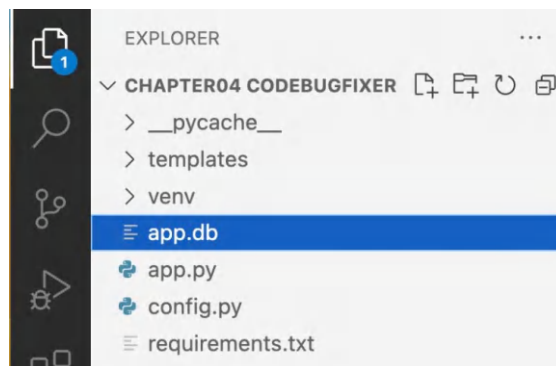 EXPLORER
1
CHAPTER04 CODEBUGFIXER
__pycache__
templates
venv
app.db
app.py
config.py
requirements.txt